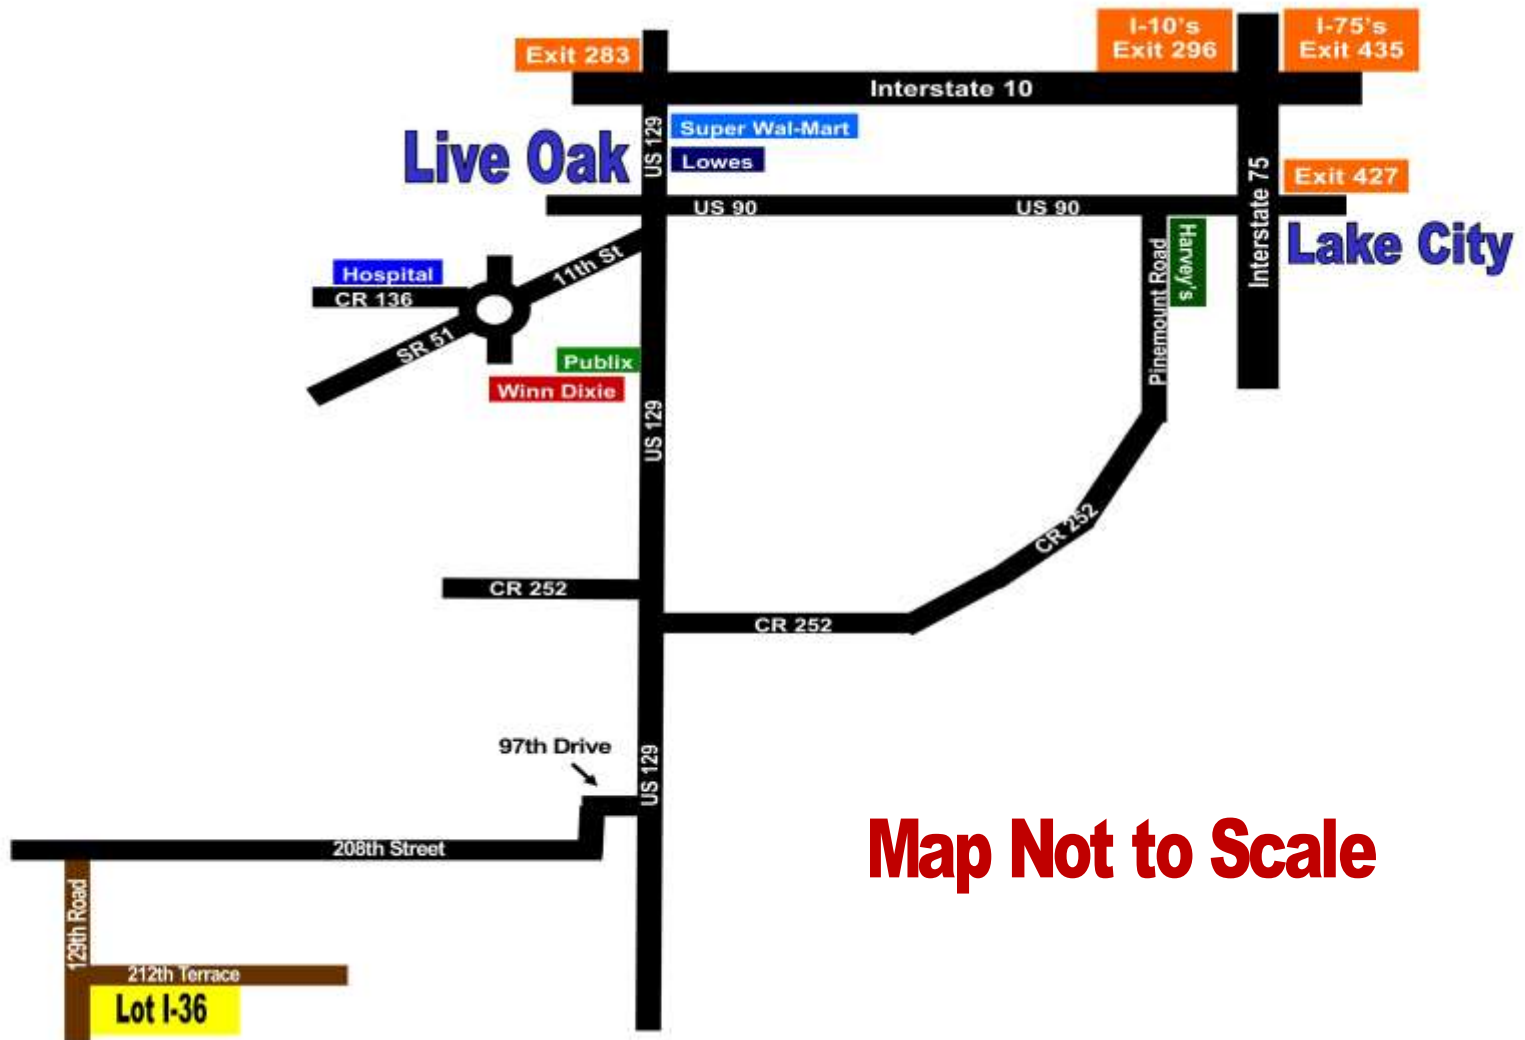 I-10's
Exit 296
I-75's
Exit 435
Exit 283
Interstate 10
Super Wal-Mart
US 129
Live Oak
Lowes
Interstate 75
Exit 427
US 90
US 90
Lake City
Harvey's
Pinemount Road
11th St
Hospital
CR 136
SR 51
Publix
Winn Dixie
US 129
CR 252
CR 252
CR 252
97th Drive
US 129
208th Street
Map Not to Scale
129th Road
212th Terrace
Lot I-36